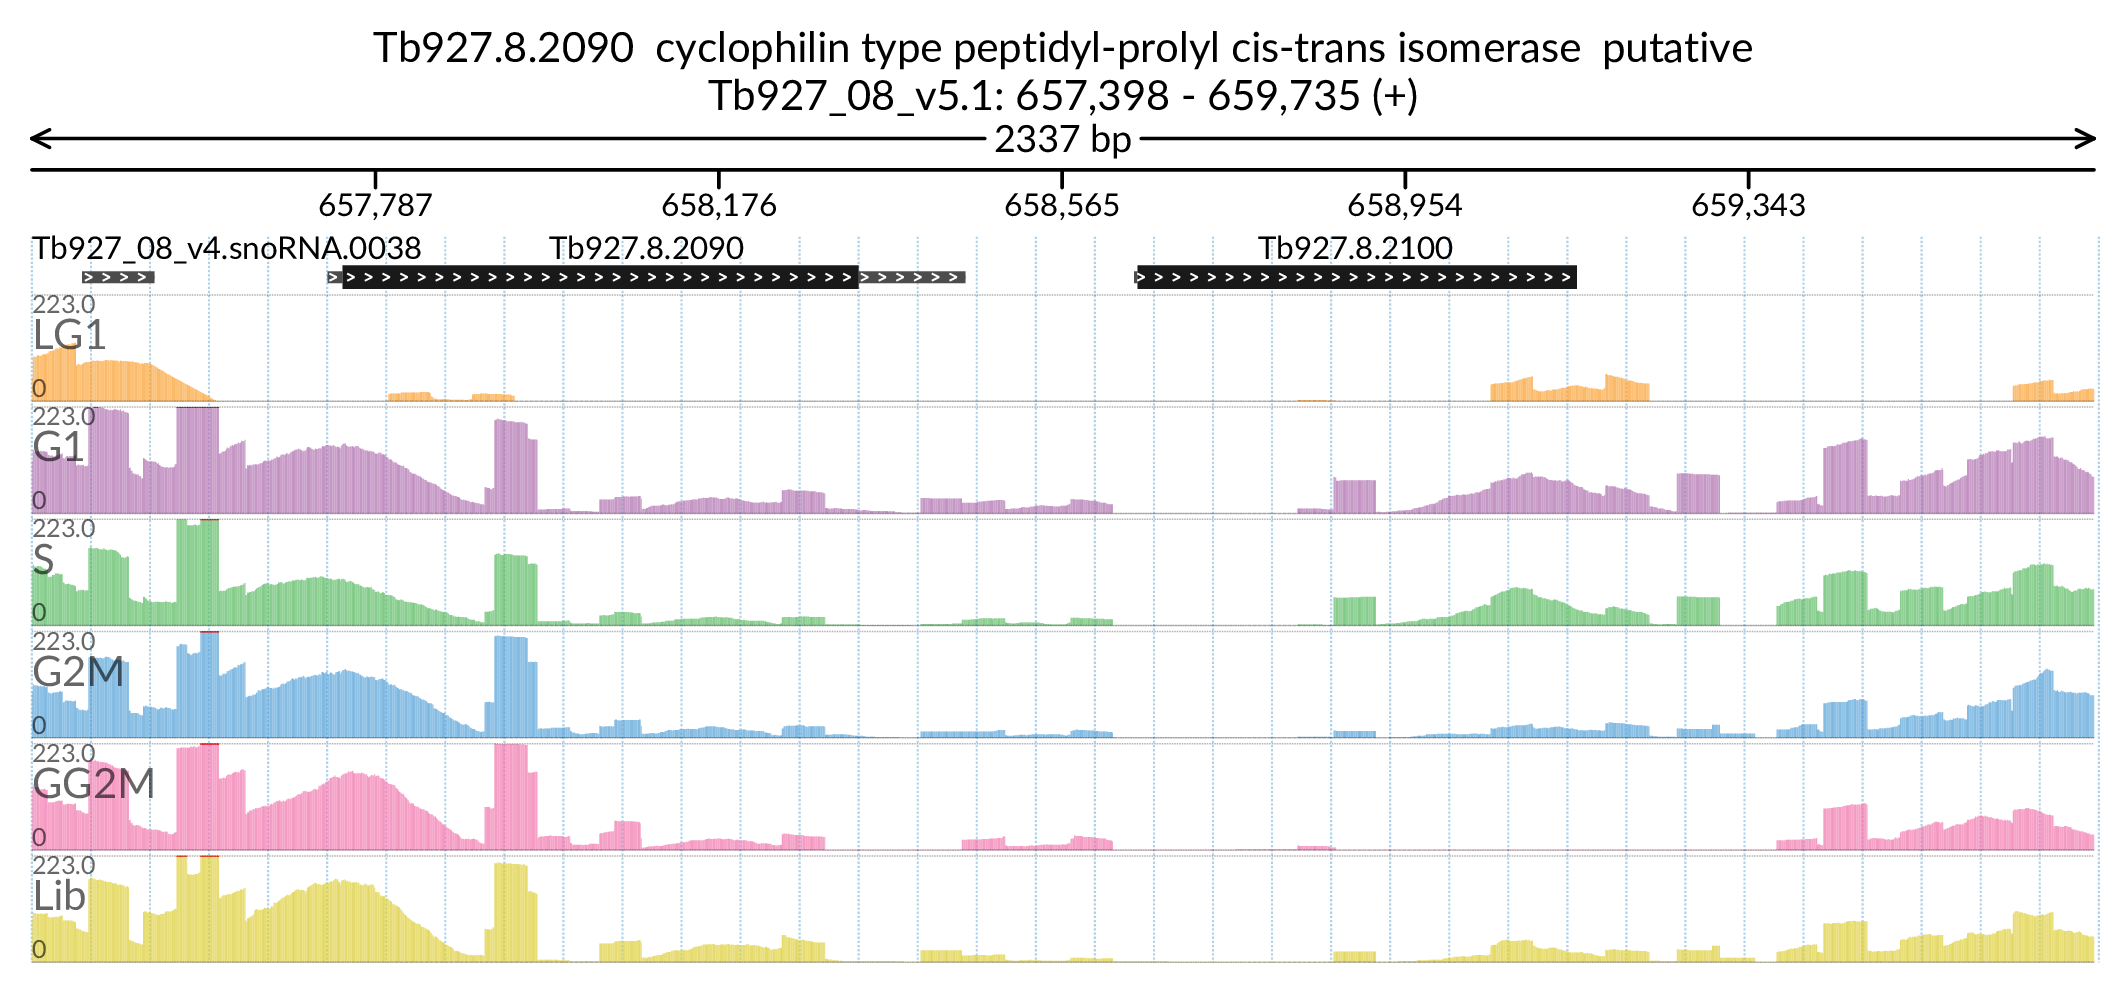 Tb927.8.2090  cyclophilin type peptidyl-prolyl cis-trans isomerase  putative
Tb927_08_v5.1: 657,398 - 659,735 (+)
2337 bp
657,787 658,176 658,565 658,954 659,343
Tb927_08_v4.snoRNA.0038 Tb927.8.2090 Tb927.8.2100
223.0
LG1
0
223.0
G1
0
223.0
S
0
223.0
G2M
0
223.0
GG2M
0
223.0
Lib
0